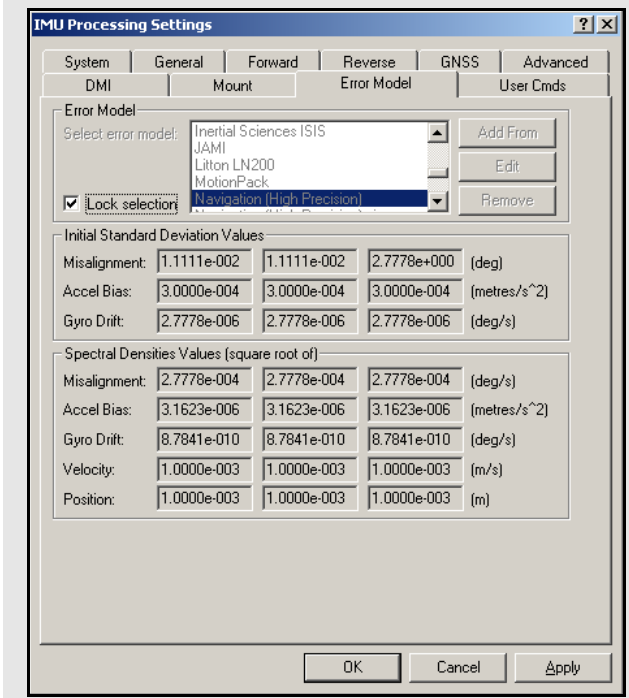 IMU Processing Settings
System General Forward Reverse GNSS Advanced
DMI Mount Error Model User Cmds
Error Model
Select error model: Inertial Sciences ISIS Add From
JAMI
Litton LN200 Edit
MotionPack
Lock selection Navigation (High Precision) Remove
Initial Standard Deviation Values
Misalignment: 1.1111e-002 1.1111e-002 2.7778e+000 (deg)
Accel Bias: 3.0000e-004 3.0000e-004 3.0000e-004 (metres/s^2)
Gyro Drift: 2.7778e-006 2.7778e-006 2.7778e-006 (deg/s)
Spectral Densities Values (square root of)
Misalignment: 2.7778e-004 2.7778e-004 2.7778e-004 (deg/s)
Accel Bias: 3.1623e-006 3.1623e-006 3.1623e-006 (metres/s^2)
Gyro Drift: 8.7841e-010 8.7841e-010 8.7841e-010 (deg/s)
Velocity: 1.0000e-003 1.0000e-003 1.0000e-003 (m/s)
Position: 1.0000e-003 1.0000e-003 1.0000e-003 (m)
OK Cancel Apply